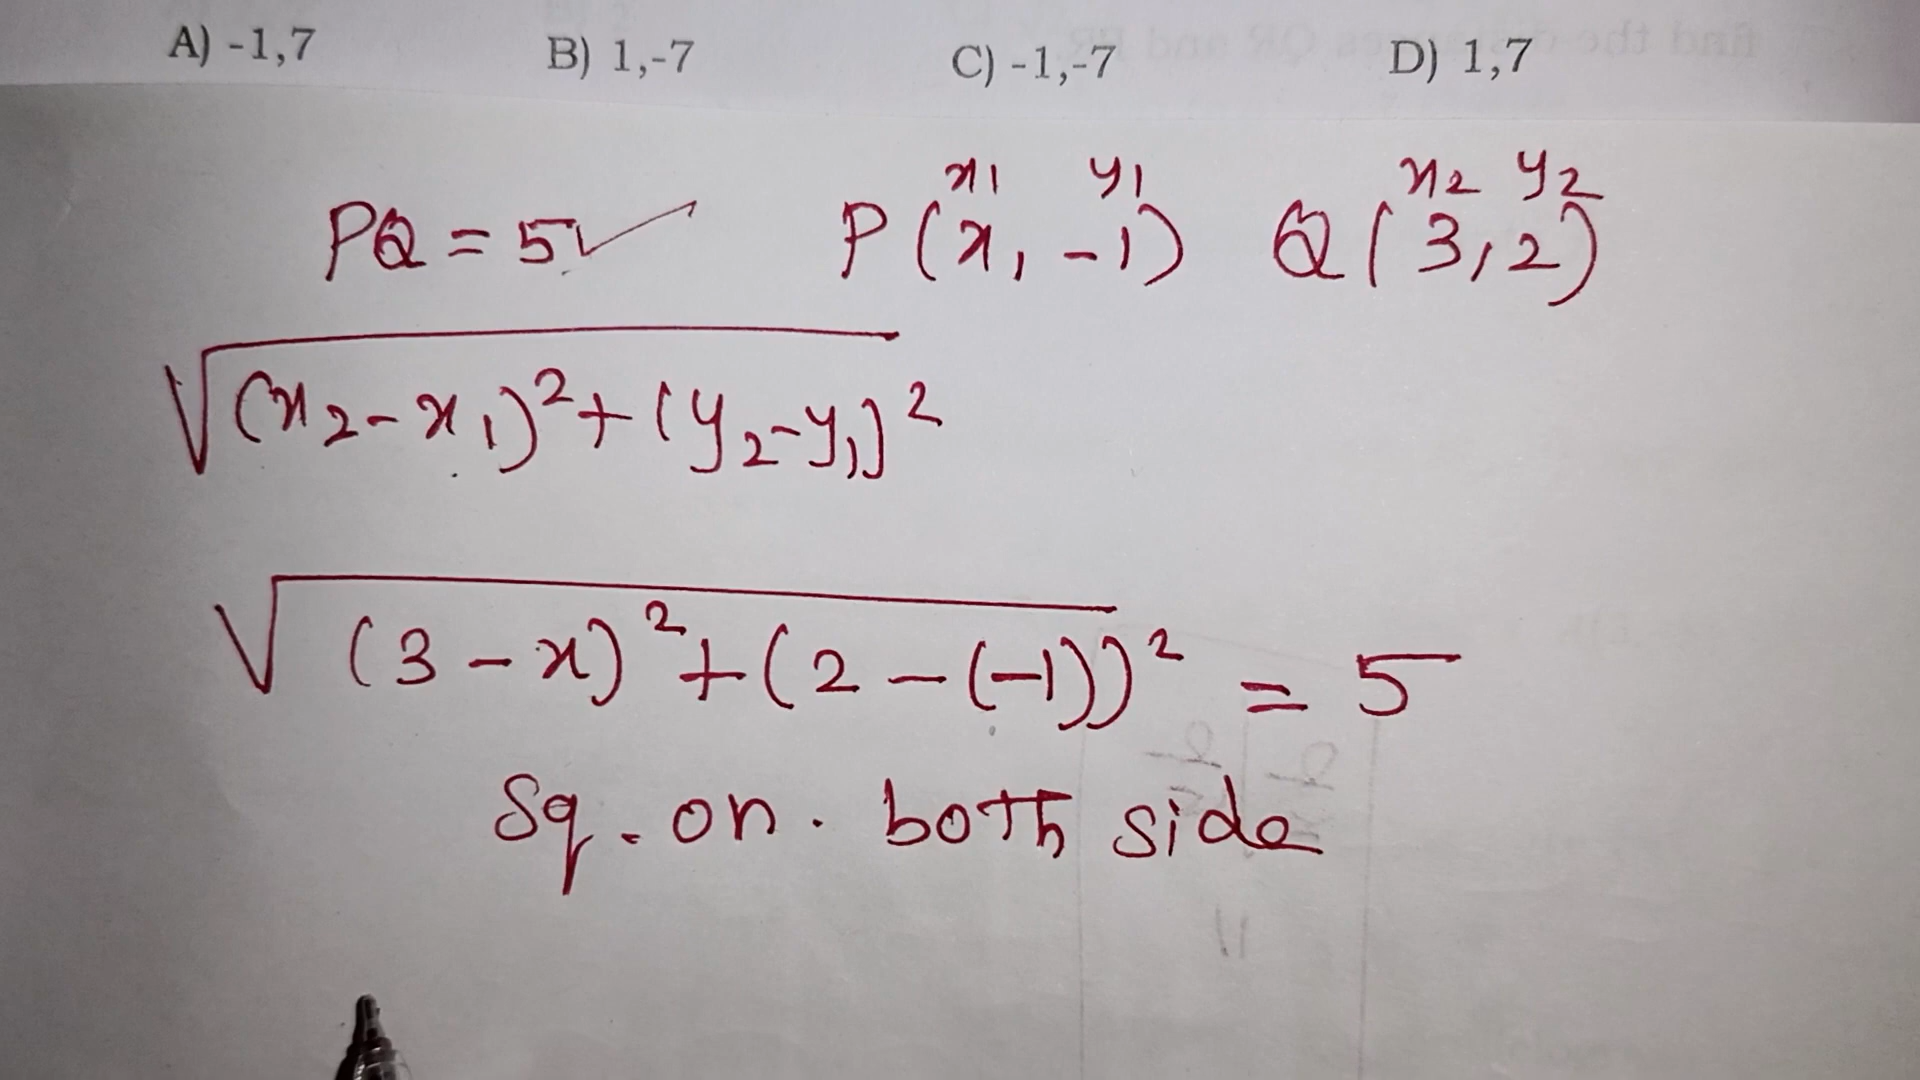 A) -1,7 B) 1,-7 C) -1,-7 D) 1,7
x1 y1 x2 y2
PQ = 5 P(x, -1) Q(3,2)
√(x2-x1)²+(y2-y1)²
√(3-x)²+(2-(-1))² = 5
Sq. on. both side